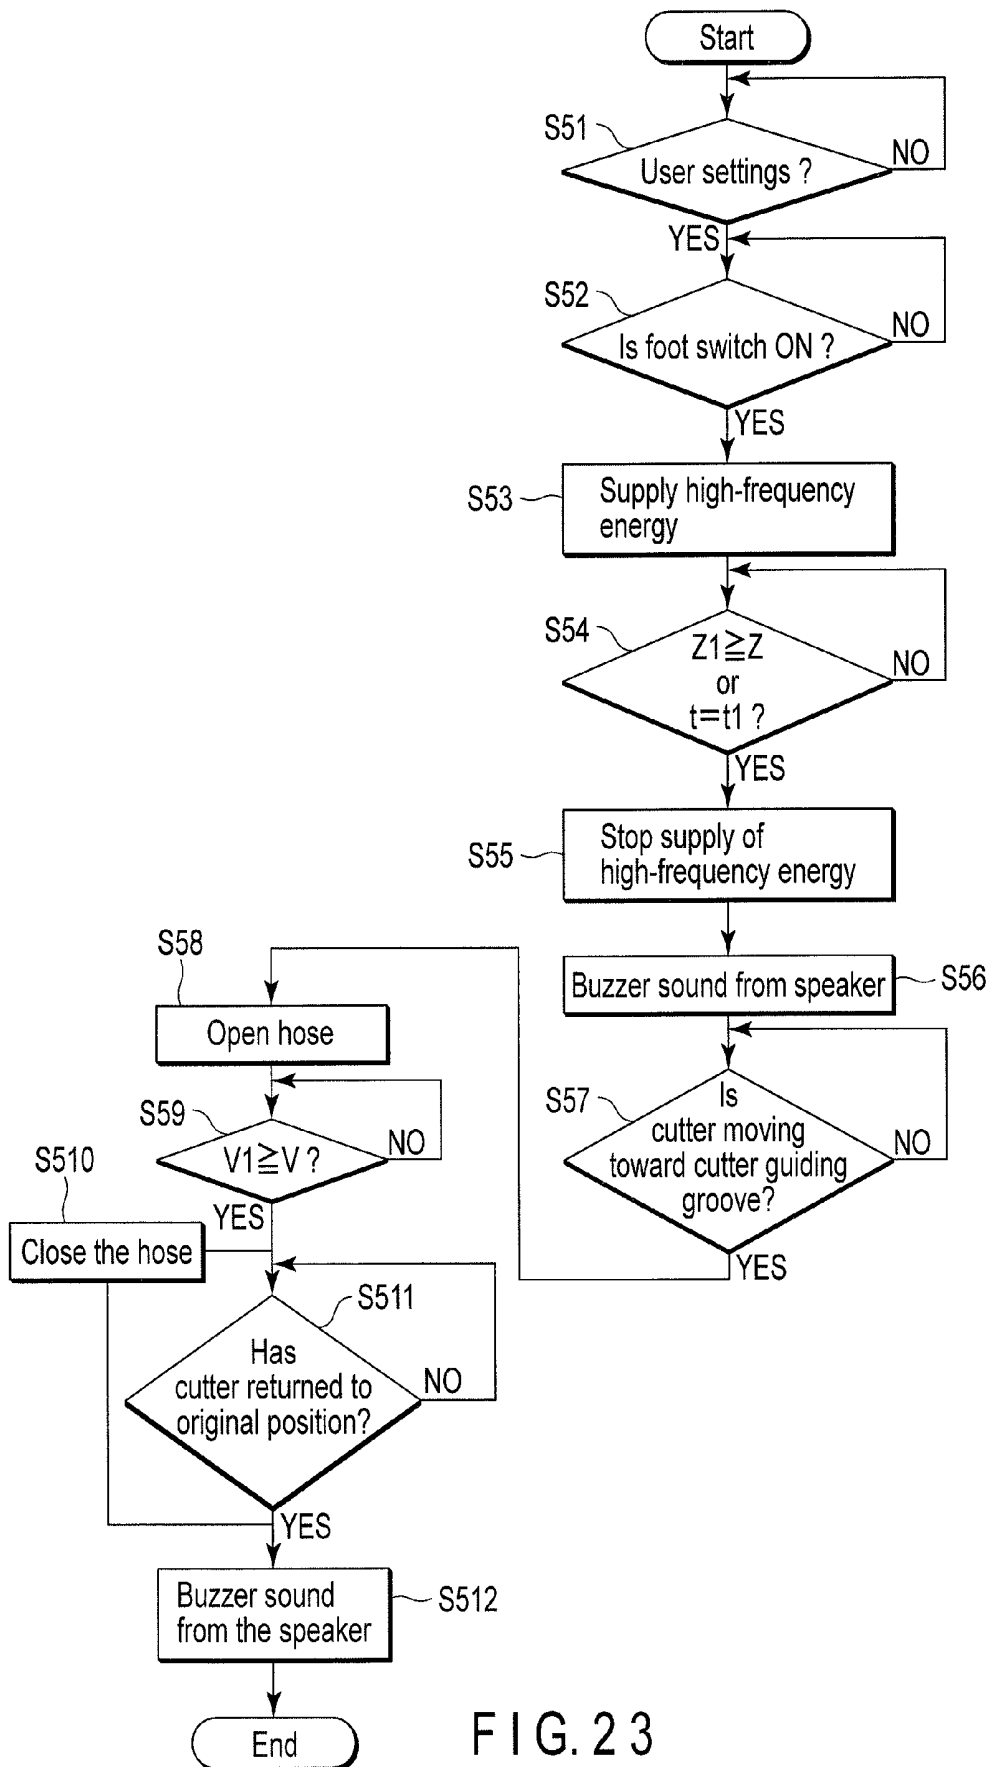 Start
S51
User settings ?
NO
YES
S52
Is foot switch ON ?
NO
YES
S53
Supply high-frequency
energy
S54
Z1≧Z
or
t=t1 ?
NO
YES
S55
Stop supply of
high-frequency energy
S56
Buzzer sound from speaker
S57
Is
cutter moving
toward cutter guiding
groove?
NO
YES
S58
Open hose
S59
V1≧V ?
NO
YES
S510
Close the hose
S511
Has
cutter returned to
original position?
NO
YES
Buzzer sound
from the speaker
S512
End
FIG. 23